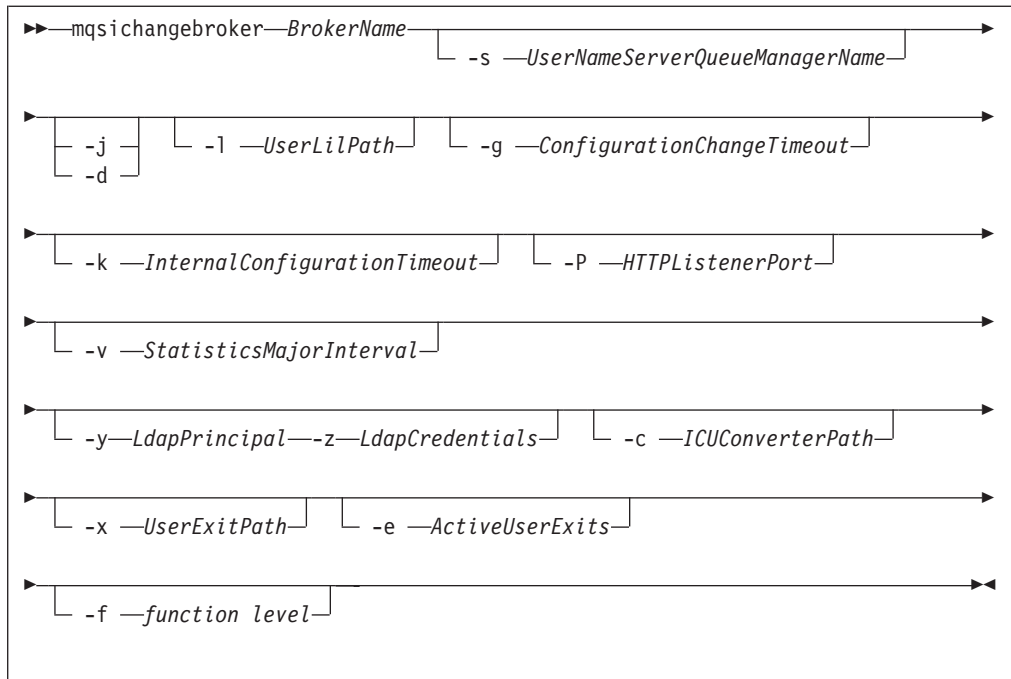 mqsichangebroker BrokerName
-s UserNameServerQueueManagerName
-j -l UserLilPath -g ConfigurationChangeTimeout
-d
-k InternalConfigurationTimeout -P HTTPListenerPort
-v StatisticsMajorInterval
-y LdapPrincipal -z LdapCredentials -c ICUConverterPath
-x UserExitPath -e ActiveUserExits
-f function level